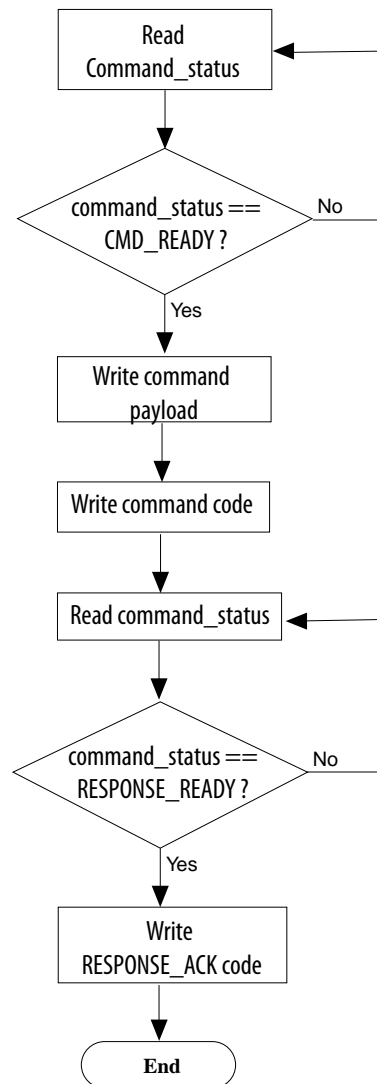 Read
Command_status
command_status ==
CMD_READY ?
No
Yes
Write command
payload
Write command code
Read command_status
command_status ==
RESPONSE_READY ?
No
Yes
Write
RESPONSE_ACK code
End